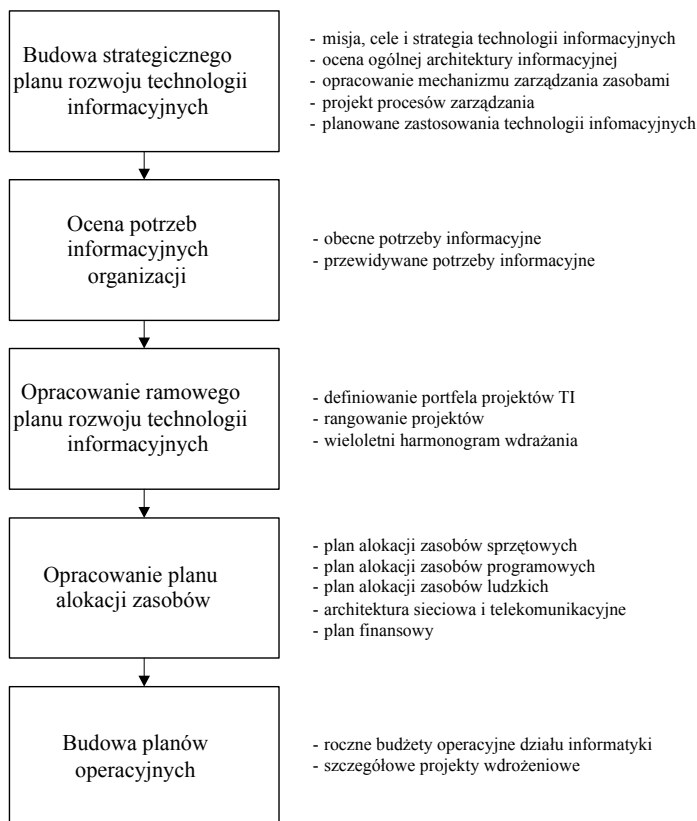 Budowa strategicznego
planu rozwoju technologii
informacyjnych
- misja, cele i strategia technologii informacyjnych
- ocena ogólnej architektury informacyjnej
- opracowanie mechanizmu zarządzania zasobami
- projekt procesów zarządzania
- planowane zastosowania technologii infomacyjnych
Ocena potrzeb
informacyjnych
organizacji
- obecne potrzeby informacyjne
- przewidywane potrzeby informacyjne
Opracowanie ramowego
planu rozwoju technologii
informacyjnych
- definiowanie portfela projektów TI
- rangowanie projektów
- wieloletni harmonogram wdrażania
Opracowanie planu
alokacji zasobów
- plan alokacji zasobów sprzętowych
- plan alokacji zasobów programowych
- plan alokacji zasobów ludzkich
- architektura sieciowa i telekomunikacyjne
- plan finansowy
Budowa planów
operacyjnych
- roczne budżety operacyjne działu informatyki
- szczegółowe projekty wdrożeniowe